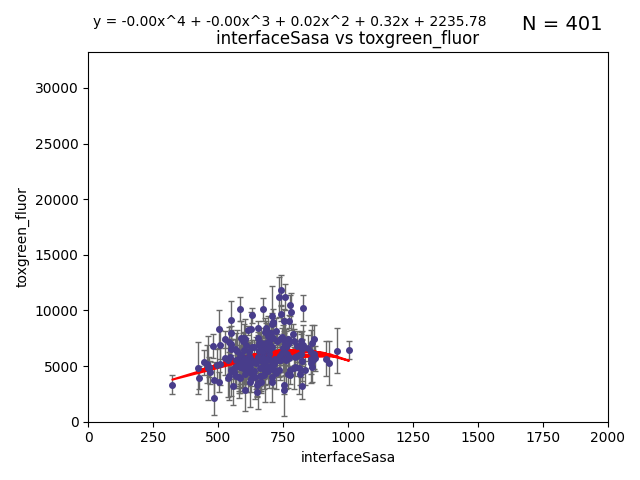 y = -0.00x^4 + -0.00x^3 + 0.02x^2 + 0.32x + 2235.78
N = 401
interfaceSasa vs toxgreen_fluor
30000
25000
20000
15000
10000
5000
0
toxgreen_fluor
0 250 500 750 1000 1250 1500 1750 2000
interfaceSasa